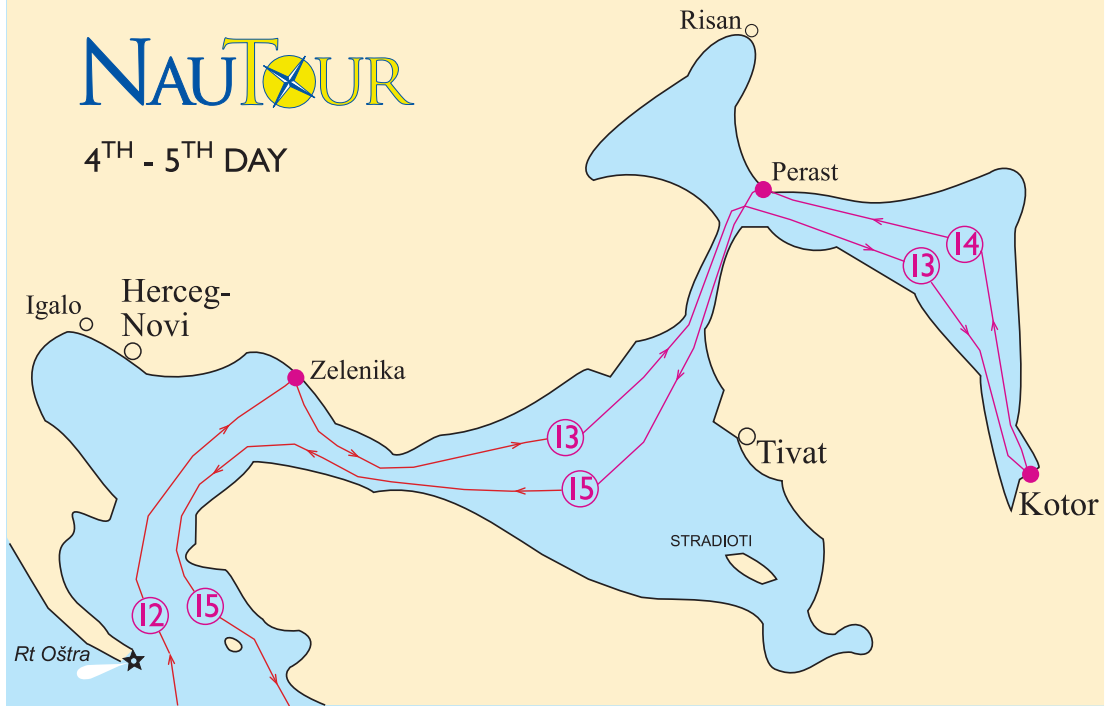 Risan
NAUTOUR
4TH - 5TH DAY
Perast
14
13
Herceg-
Novi
Igalo
Zelenika
13
Tivat
15
Kotor
STRADIOTI
12
15
Rt Oštra